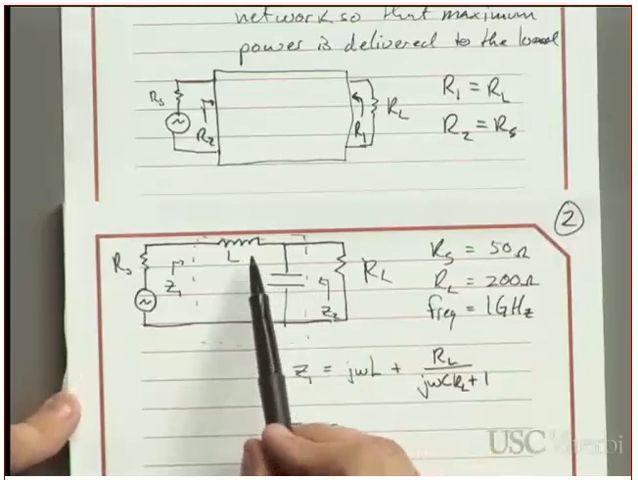 network so that maximum
power is delivered to the load
Rs
R2
R1
RL
R1 = RL
R2 = Rs
2
Rs
Z1
L
Z2
RL
Rs = 50Ω
RL = 200Ω
freq = 1GHz
Z1 = jωL + RL / jωCRL + 1
USC Viterbi